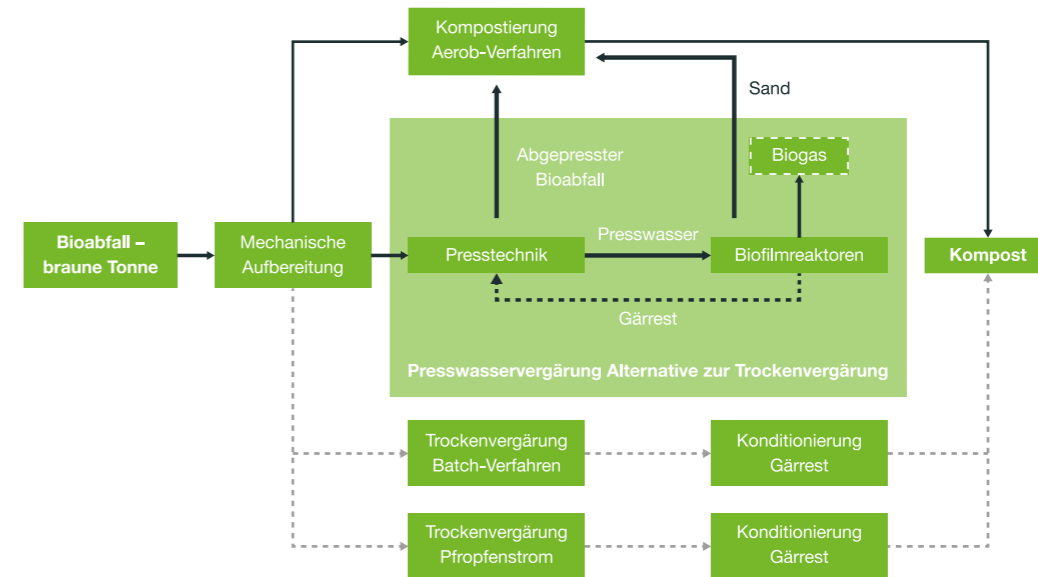 Kompostierung
Aerob-Verfahren
Sand
Abgepresster
Bioabfall
Biogas
Bioabfall –
braune Tonne
Mechanische
Aufbereitung
Presstechnik
Presswasser
Biofilmreaktoren
Kompost
Gärrest
Presswasservergärung Alternative zur Trockenvergärung
Trockenvergärung
Batch-Verfahren
Konditionierung
Gärrest
Trockenvergärung
Pfropfenstrom
Konditionierung
Gärrest